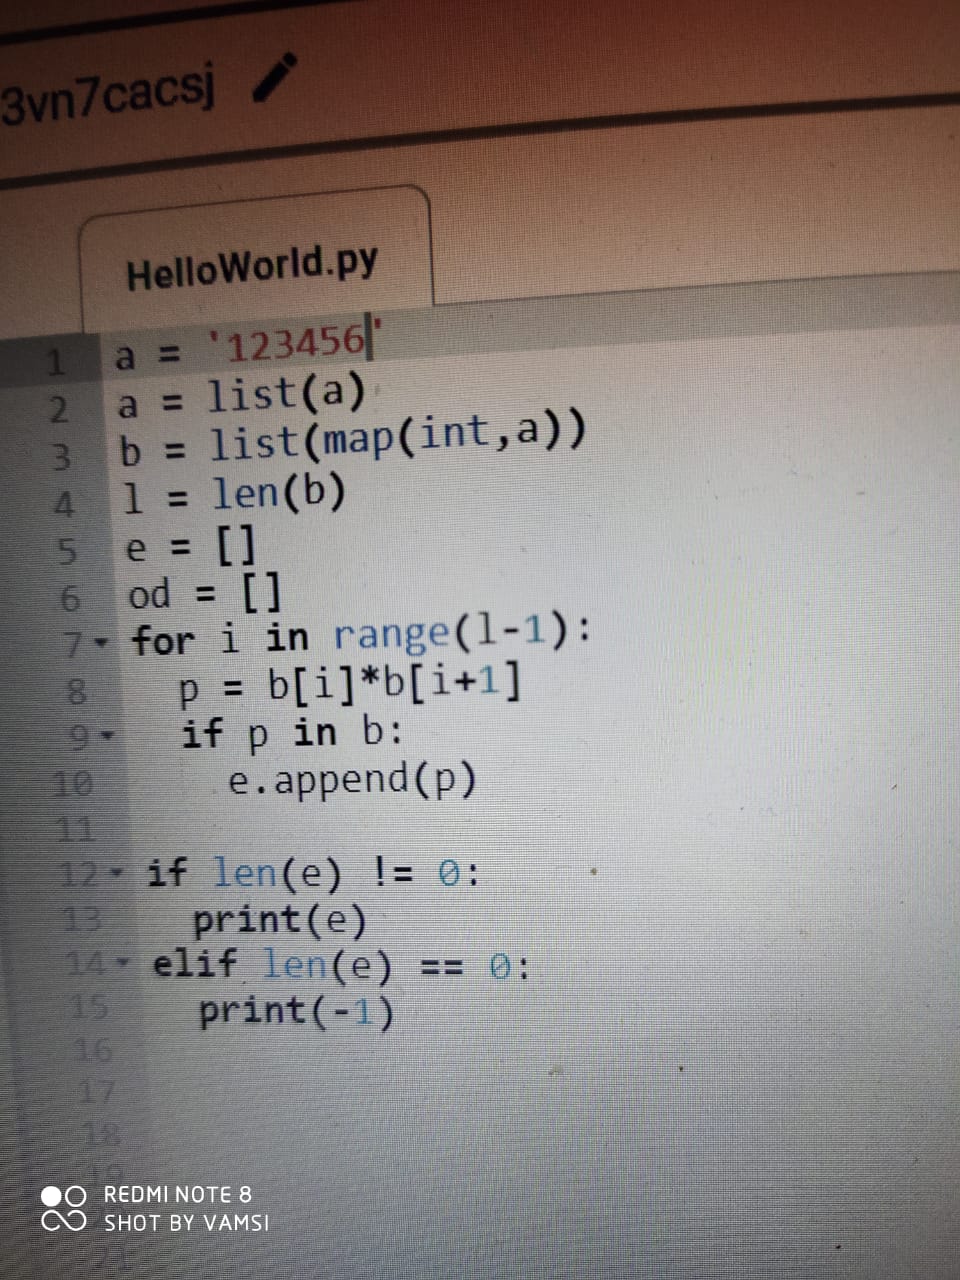 3vn7cacsj
HelloWorld.py
1 a = '123456'
2 a = list(a)
3 b = list(map(int,a))
4 l = len(b)
5 e = []
6 od = []
7 for i in range(l-1):
8 p = b[i]*b[i+1]
9 if p in b:
10 e.append(p)
11
12 if len(e) != 0:
13 print(e)
14 elif len(e) == 0:
15 print(-1)
16
17
18
19
21
REDMI NOTE 8
SHOT BY VAMSI